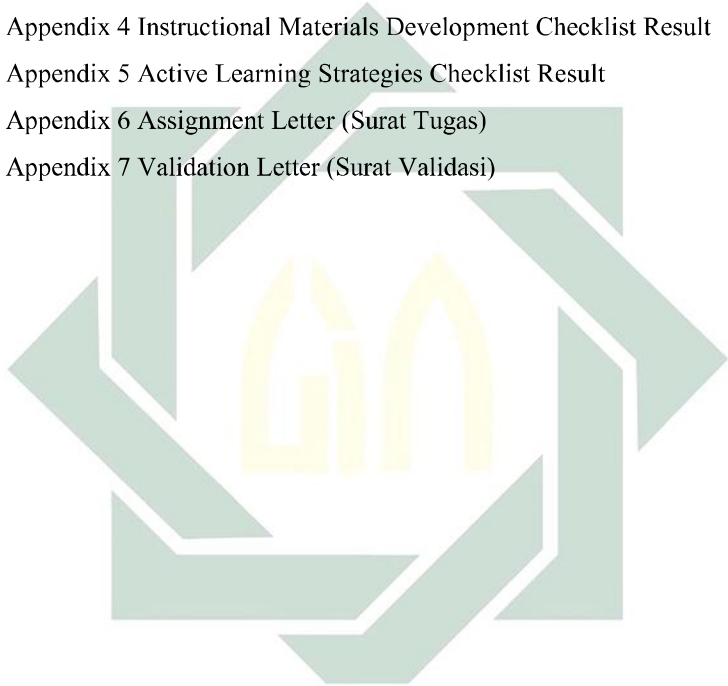 Appendix 4 Instructional Materials Development Checklist Result
Appendix 5 Active Learning Strategies Checklist Result
Appendix 6 Assignment Letter (Surat Tugas)
Appendix 7 Validation Letter (Surat Validasi)